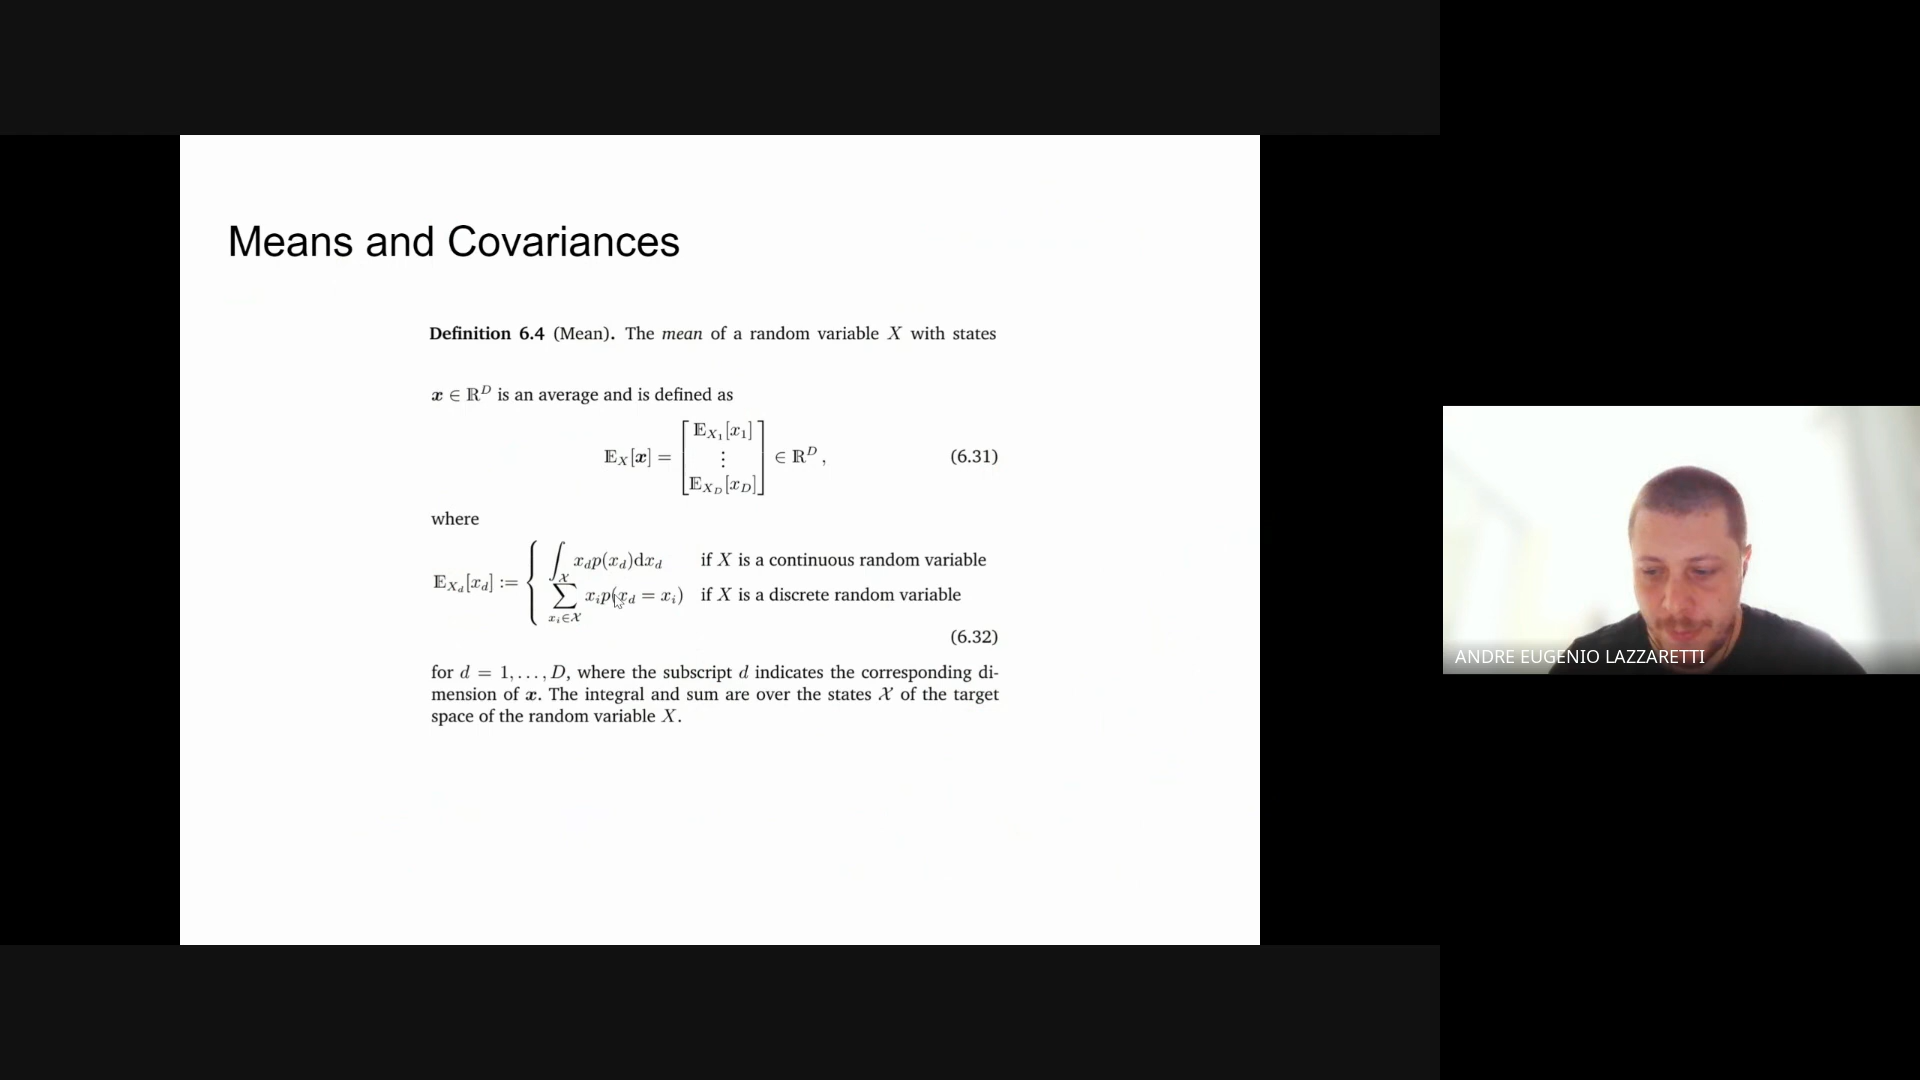 Means and Covariances
Definition 6.4 (Mean). The mean of a random variable X with states
x ∈ ℝ^D is an average and is defined as
𝔼_X[x] = [𝔼_{X_1}[x_1] ⋮ 𝔼_{X_D}[x_D]] ∈ ℝ^D , (6.31)
where
𝔼_{X_d}[x_d] := { ∫_𝒳 x_d p(x_d)dx_d if X is a continuous random variable
∑_{x_i∈𝒳} x_i p(x_d = x_i) if X is a discrete random variable
(6.32)
for d = 1, . . . , D, where the subscript d indicates the corresponding di-
mension of x. The integral and sum are over the states 𝒳 of the target
space of the random variable X.
ANDRE EUGENIO LAZZARETTI